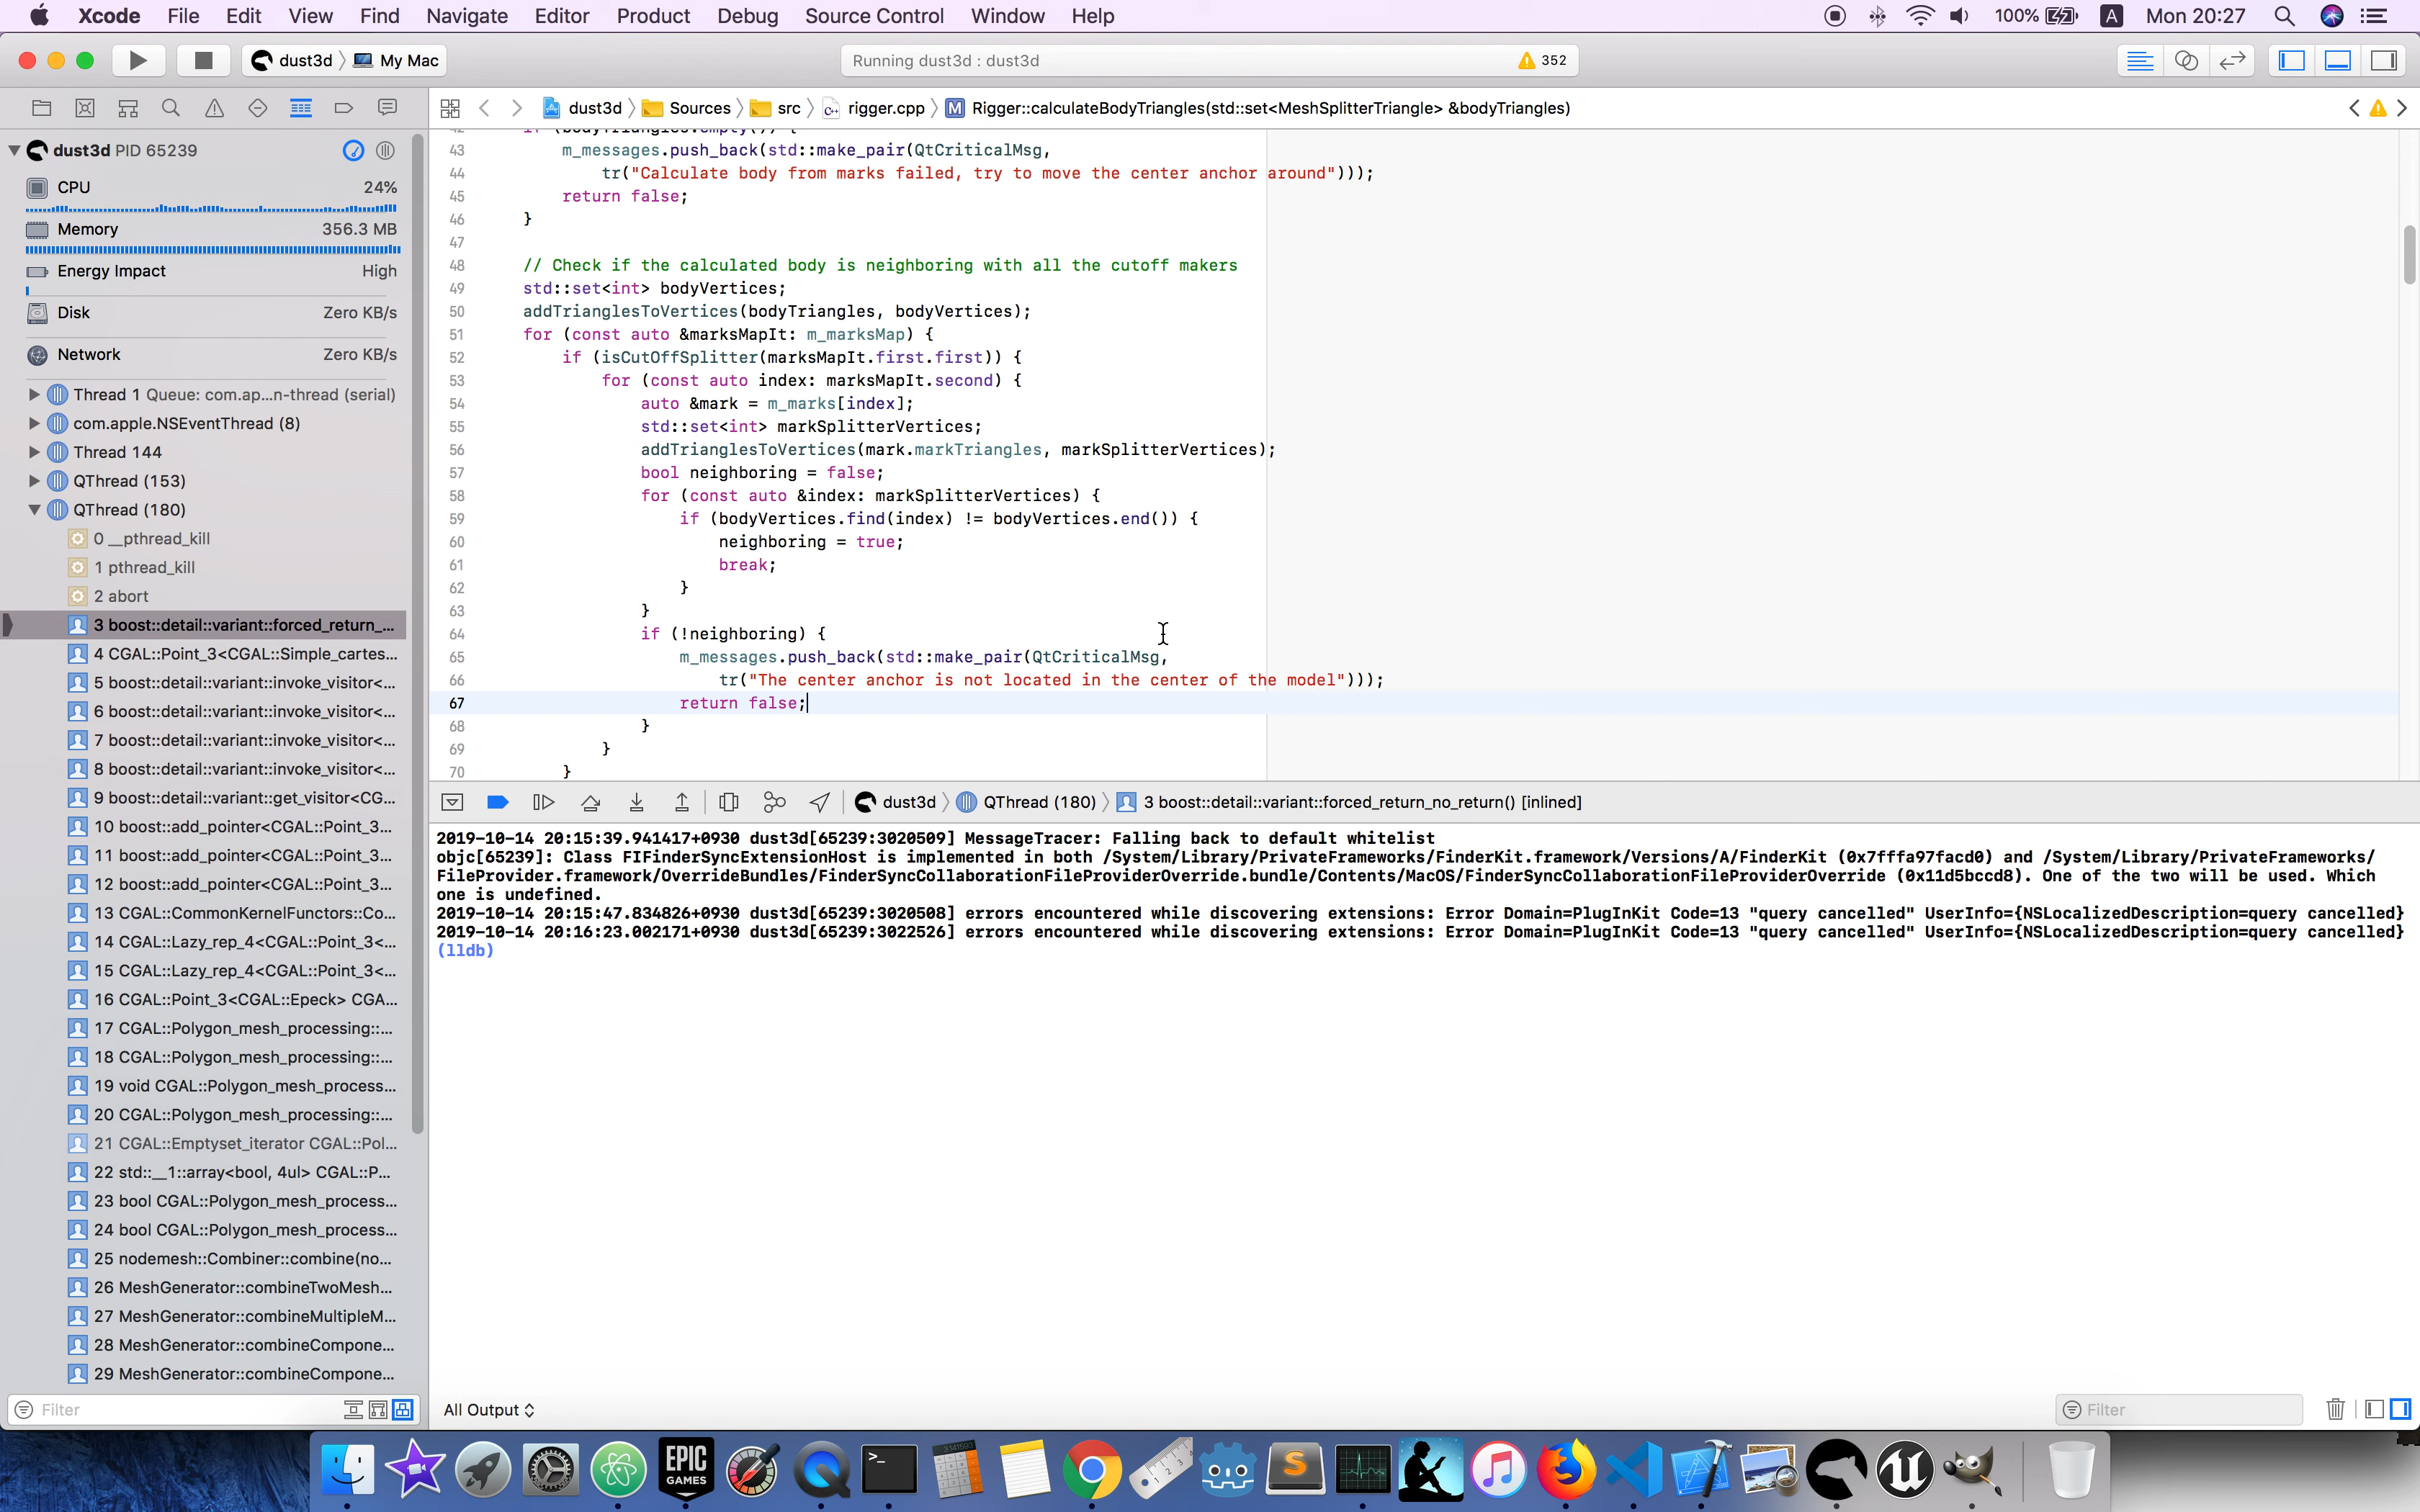 Xcode File Edit View Find Navigate Editor Product Debug Source Control Window Help 100% A Mon 20:27
dust3d My Mac Running dust3d : dust3d 352
dust3d Sources src rigger.cpp M Rigger::calculateBodyTriangles(std::set<MeshSplitterTriangle> &bodyTriangles)
dust3d PID 65239
CPU 24%
Memory 356.3 MB
Energy Impact High
Disk Zero KB/s
Network Zero KB/s
Thread 1 Queue: com.ap...n-thread (serial)
com.apple.NSEventThread (8)
Thread 144
QThread (153)
QThread (180)
0 __pthread_kill
1 pthread_kill
2 abort
3 boost::detail::variant::forced_return_...
4 CGAL::Point_3<CGAL::Simple_cartes...
5 boost::detail::variant::invoke_visitor<...
6 boost::detail::variant::invoke_visitor<...
7 boost::detail::variant::invoke_visitor<...
8 boost::detail::variant::invoke_visitor<...
9 boost::detail::variant::get_visitor<CG...
10 boost::add_pointer<CGAL::Point_3...
11 boost::add_pointer<CGAL::Point_3...
12 boost::add_pointer<CGAL::Point_3...
13 CGAL::CommonKernelFunctors::Co...
14 CGAL::Lazy_rep_4<CGAL::Point_3<...
15 CGAL::Lazy_rep_4<CGAL::Point_3<...
16 CGAL::Point_3<CGAL::Epeck> CGA...
17 CGAL::Polygon_mesh_processing::...
18 CGAL::Polygon_mesh_processing::...
19 void CGAL::Polygon_mesh_process...
20 CGAL::Polygon_mesh_processing::...
21 CGAL::Emptyset_iterator CGAL::Pol...
22 std::__1::array<bool, 4ul> CGAL::P...
23 bool CGAL::Polygon_mesh_process...
24 bool CGAL::Polygon_mesh_process...
25 nodemesh::Combiner::combine(no...
26 MeshGenerator::combineTwoMesh...
27 MeshGenerator::combineMultipleM...
28 MeshGenerator::combineCompone...
29 MeshGenerator::combineCompone...
Filter
42 if (bodyTriangles.empty()) {
43 m_messages.push_back(std::make_pair(QtCriticalMsg,
44 tr("Calculate body from marks failed, try to move the center anchor around")));
45 return false;
46 }
47
48 // Check if the calculated body is neighboring with all the cutoff makers
49 std::set<int> bodyVertices;
50 addTrianglesToVertices(bodyTriangles, bodyVertices);
51 for (const auto &marksMapIt: m_marksMap) {
52 if (isCutOffSplitter(marksMapIt.first.first)) {
53 for (const auto index: marksMapIt.second) {
54 auto &mark = m_marks[index];
55 std::set<int> markSplitterVertices;
56 addTrianglesToVertices(mark.markTriangles, markSplitterVertices);
57 bool neighboring = false;
58 for (const auto &index: markSplitterVertices) {
59 if (bodyVertices.find(index) != bodyVertices.end()) {
60 neighboring = true;
61 break;
62 }
63 }
64 if (!neighboring) {
65 m_messages.push_back(std::make_pair(QtCriticalMsg,
66 tr("The center anchor is not located in the center of the model")));
67 return false;
68 }
69 }
70 }
dust3d QThread (180) 3 boost::detail::variant::forced_return_no_return() [inlined]
2019-10-14 20:15:39.941417+0930 dust3d[65239:3020509] MessageTracer: Falling back to default whitelist
objc[65239]: Class FIFinderSyncExtensionHost is implemented in both /System/Library/PrivateFrameworks/FinderKit.framework/Versions/A/FinderKit (0x7fffa97facd0) and /System/Library/PrivateFrameworks/
FileProvider.framework/OverrideBundles/FinderSyncCollaborationFileProviderOverride.bundle/Contents/MacOS/FinderSyncCollaborationFileProviderOverride (0x11d5bccd8). One of the two will be used. Which
one is undefined.
2019-10-14 20:15:47.834826+0930 dust3d[65239:3020508] errors encountered while discovering extensions: Error Domain=PlugInKit Code=13 "query cancelled" UserInfo={NSLocalizedDescription=query cancelled}
2019-10-14 20:16:23.002171+0930 dust3d[65239:3022526] errors encountered while discovering extensions: Error Domain=PlugInKit Code=13 "query cancelled" UserInfo={NSLocalizedDescription=query cancelled}
(lldb)
All Output Filter
EPIC GAMES